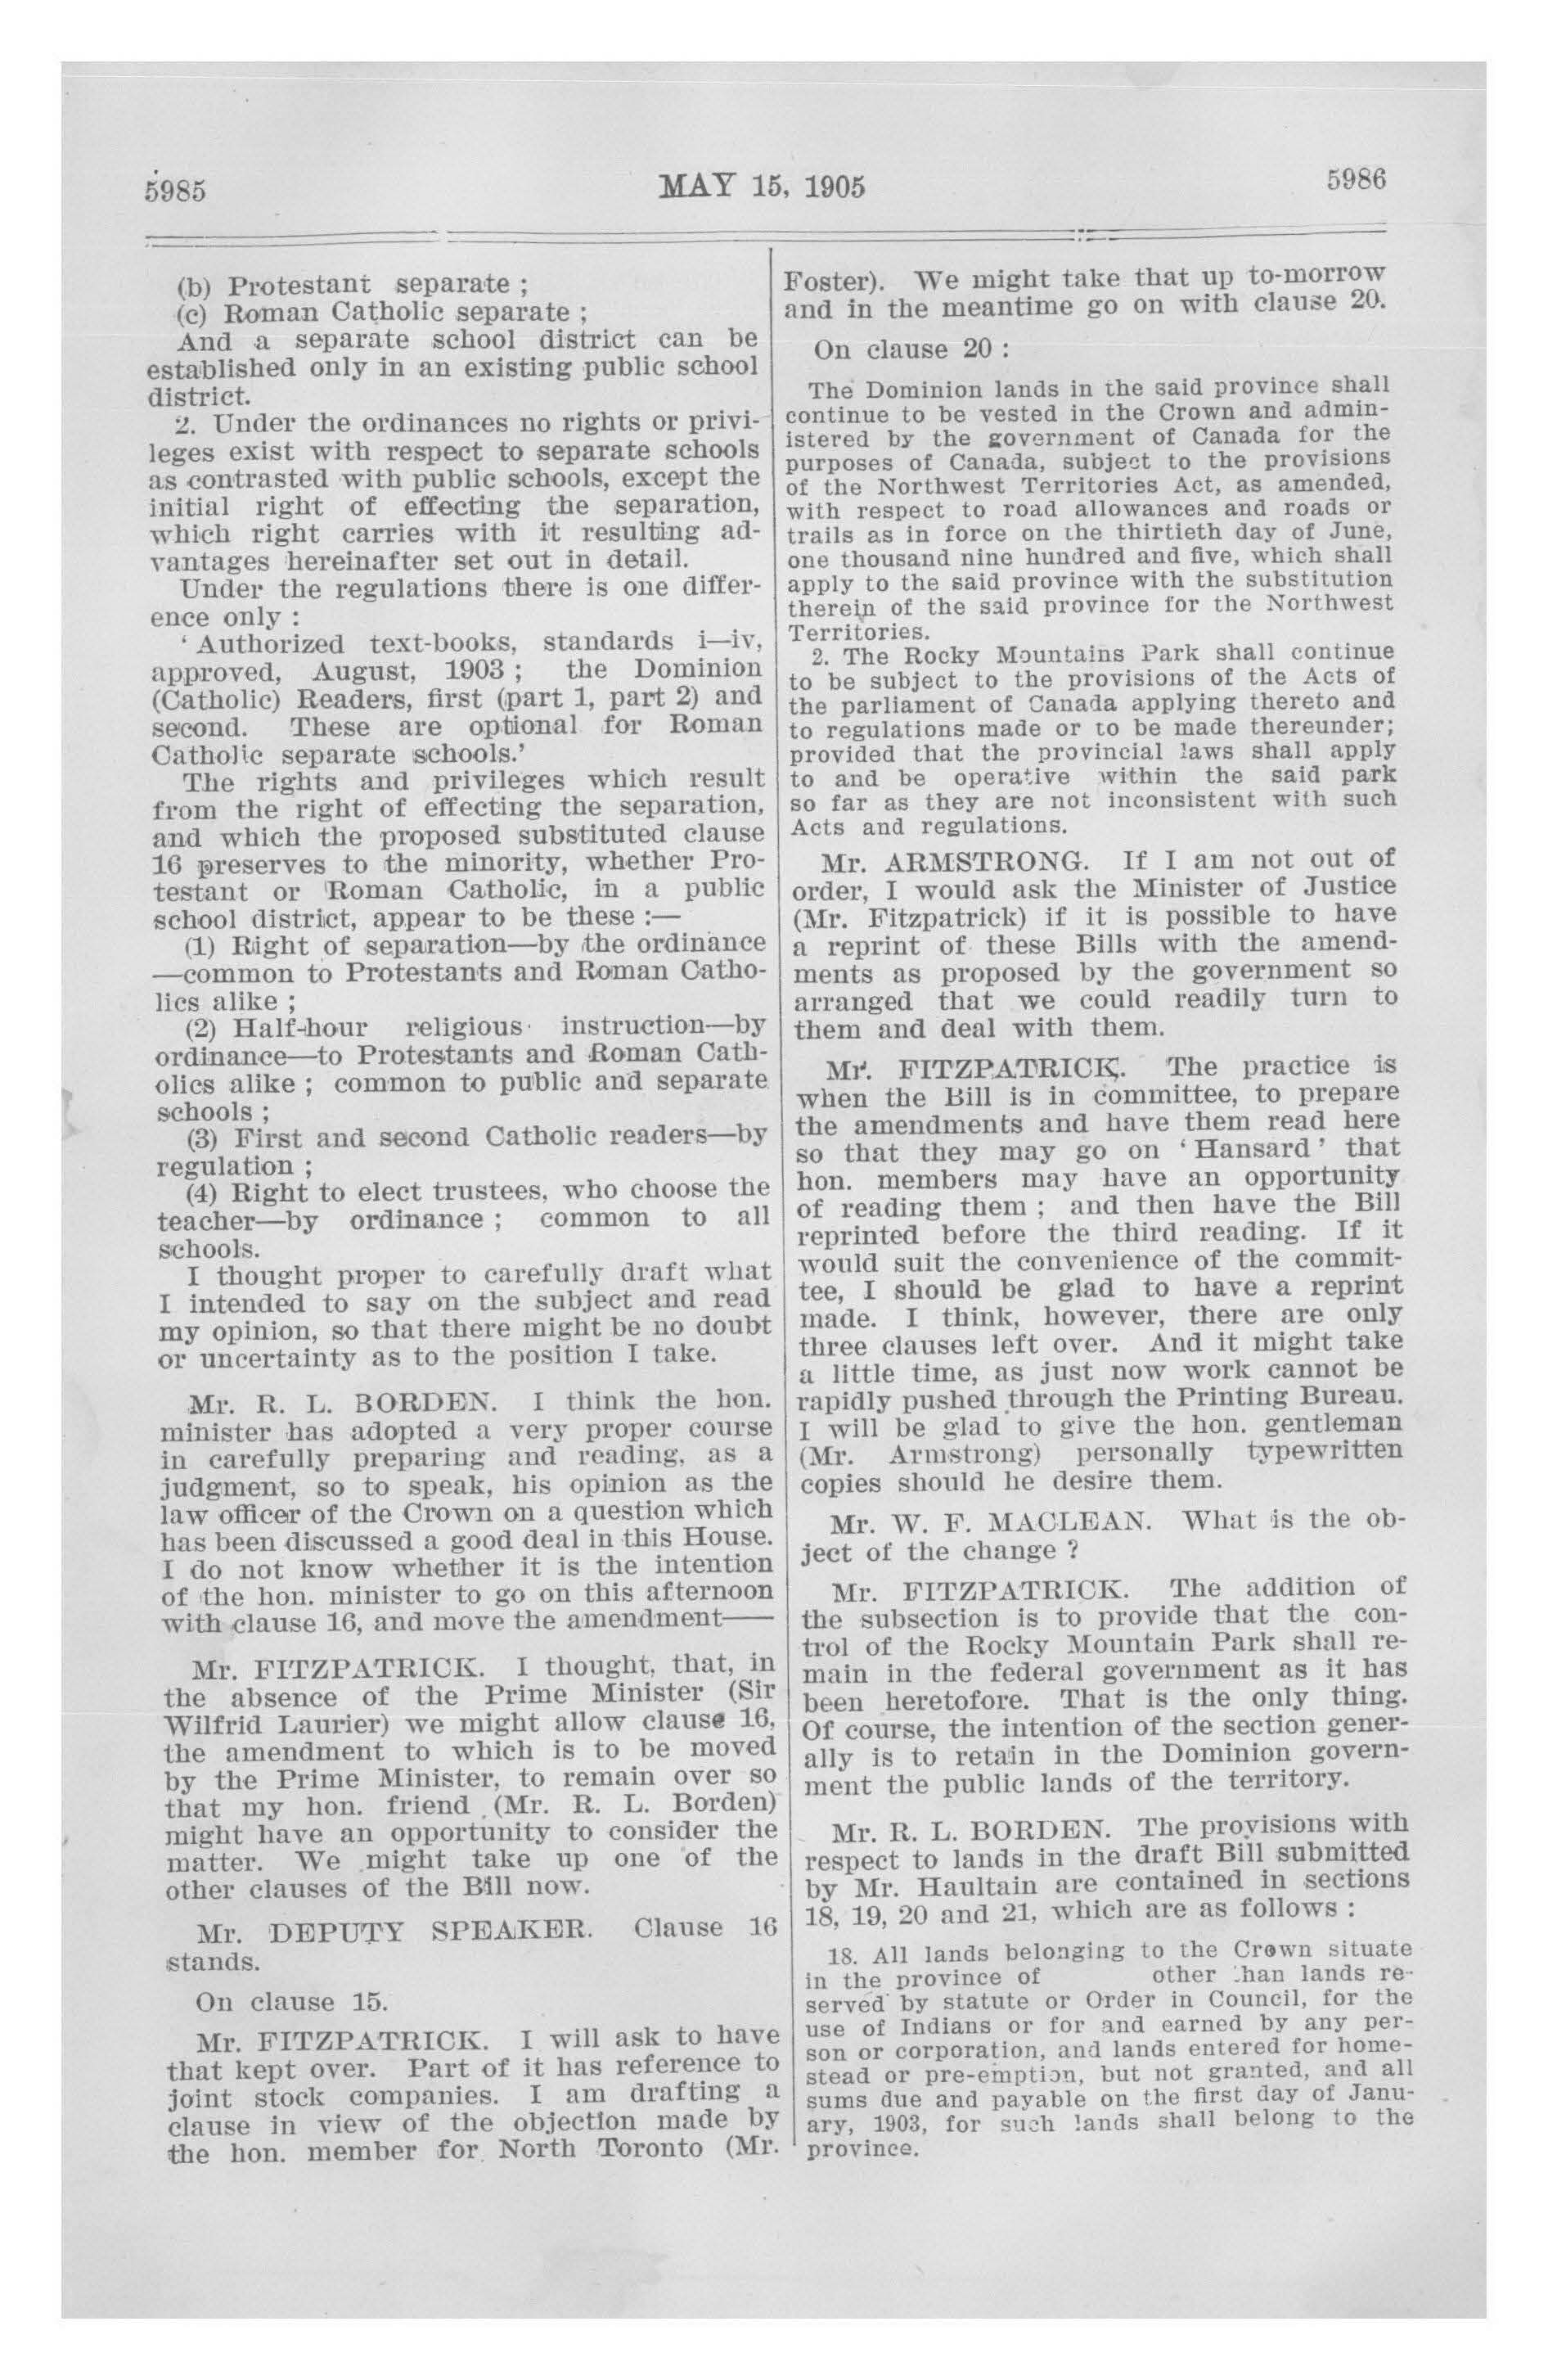 5985
MAY 15, 1905
5986
(b) Protestant separate ;
(c) Roman Catholic separate ;
And a separate school district can be
established only in an existing public school
district.
2. Under the ordinances no rights or privi-
leges exist with respect to separate schools
as contrasted with public schools, except the
initial right of effecting the separation,
which right carries with it resulting ad-
vantages hereinafter set out in detail.
Under the regulations there is one differ-
ence only :
‘ Authorized text-books, standards i—iv,
approved, August, 1903 ; the Dominion
(Catholic) Readers, first (part 1, part 2) and
second. These are optional for Roman
Catholic separate schools.’
The rights and privileges which result
from the right of effecting the separation,
and which the proposed substituted clause
16 preserves to the minority, whether Pro-
testant or Roman Catholic, in a public
school district, appear to be these :—
(1) Right of separation—by the ordinance
—common to Protestants and Roman Catho-
lics alike ;
(2) Half-hour religious instruction—by
ordinance—to Protestants and Roman Cath-
olics alike ; common to public and separate
schools ;
(3) First and second Catholic readers—by
regulation ;
(4) Right to elect trustees, who choose the
teacher—by ordinance ; common to all
schools.
I thought proper to carefully draft what
I intended to say on the subject and read
my opinion, so that there might be no doubt
or uncertainty as to the position I take.
Mr. R. L. BORDEN. I think the hon.
minister has adopted a very proper course
in carefully preparing and reading, as a
judgment, so to speak, his opinion as the
law officer of the Crown on a question which
has been discussed a good deal in this House.
I do not know whether it is the intention
of the hon. minister to go on this afternoon
with clause 16, and move the amendment——
Mr. FITZPATRICK. I thought, that, in
the absence of the Prime Minister (Sir
Wilfrid Laurier) we might allow clause 16,
the amendment to which is to be moved
by the Prime Minister, to remain over so
that my hon. friend (Mr. R. L. Borden)
might have an opportunity to consider the
matter. We might take up one of the
other clauses of the Bill now.
Mr. DEPUTY SPEAKER. Clause 16
stands.
On clause 15.
Mr. FITZPATRICK. I will ask to have
that kept over. Part of it has reference to
joint stock companies. I am drafting a
clause in view of the objection made by
the hon. member for North Toronto (Mr.
Foster). We might take that up to-morrow
and in the meantime go on with clause 20.
On clause 20 :
The Dominion lands in the said province shall
continue to be vested in the Crown and admin-
istered by the government of Canada for the
purposes of Canada, subject to the provisions
of the Northwest Territories Act, as amended,
with respect to road allowances and roads or
trails as in force on the thirtieth day of June,
one thousand nine hundred and five, which shall
apply to the said province with the substitution
therein of the said province for the Northwest
Territories.
2. The Rocky Mountains Park shall continue
to be subject to the provisions of the Acts of
the parliament of Canada applying thereto and
to regulations made or to be made thereunder;
provided that the provincial laws shall apply
to and be operative within the said park
so far as they are not inconsistent with such
Acts and regulations.
Mr. ARMSTRONG. If I am not out of
order, I would ask the Minister of Justice
(Mr. Fitzpatrick) if it is possible to have
a reprint of these Bills with the amend-
ments as proposed by the government so
arranged that we could readily turn to
them and deal with them.
Mr. FITZPATRICK. The practice is
when the Bill is in committee, to prepare
the amendments and have them read here
so that they may go on ‘ Hansard ’ that
hon. members may have an opportunity
of reading them ; and then have the Bill
reprinted before the third reading. If it
would suit the convenience of the commit-
tee, I should be glad to have a reprint
made. I think, however, there are only
three clauses left over. And it might take
a little time, as just now work cannot be
rapidly pushed through the Printing Bureau.
I will be glad to give the hon. gentleman
(Mr. Armstrong) personally typewritten
copies should he desire them.
Mr. W. F. MACLEAN. What is the ob-
ject of the change ?
Mr. FITZPATRICK. The addition of
the subsection is to provide that the con-
trol of the Rocky Mountain Park shall re-
main in the federal government as it has
been heretofore. That is the only thing.
Of course, the intention of the section gener-
ally is to retain in the Dominion govern-
ment the public lands of the territory.
Mr. R. L. BORDEN. The provisions with
respect to lands in the draft Bill submitted
by Mr. Haultain are contained in sections
18, 19, 20 and 21, which are as follows :
18. All lands belonging to the Crown situate
in the province of other than lands re-
served by statute or Order in Council, for the
use of Indians or for and earned by any per-
son or corporation, and lands entered for home-
stead or pre-emption, but not granted, and all
sums due and payable on the first day of Janu-
ary, 1903, for such lands shall belong to the
province.